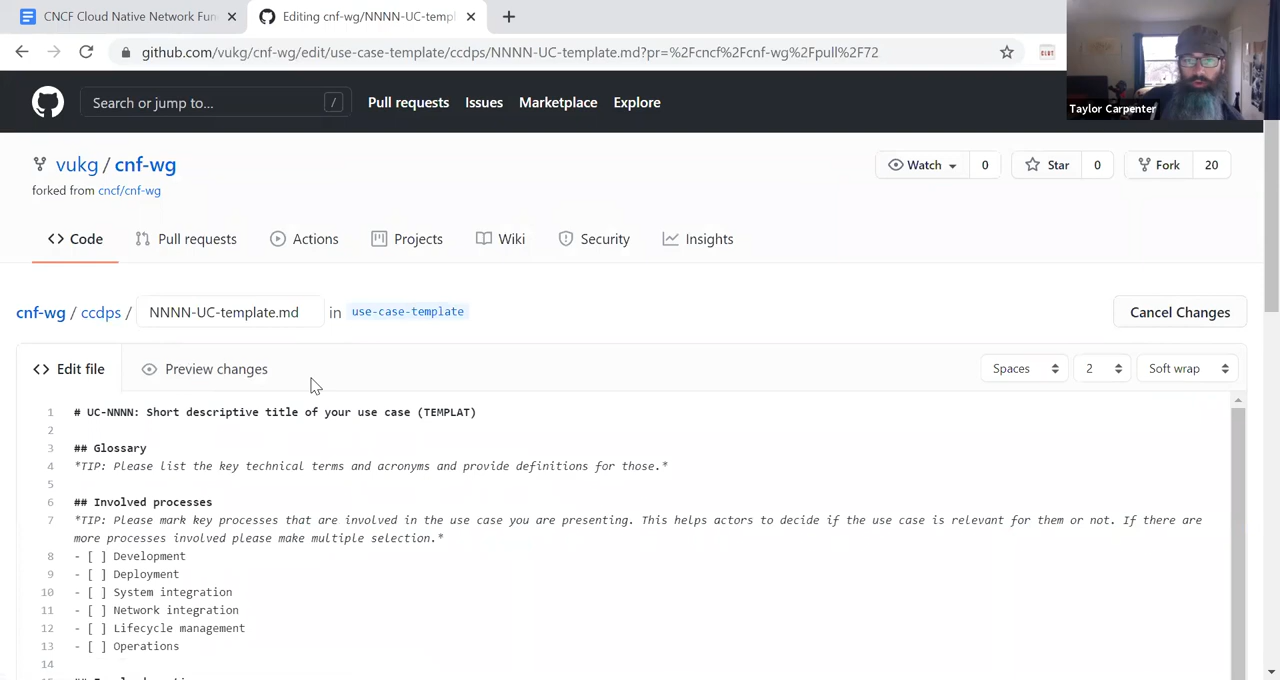 CNCF Cloud Native Network Fun
Editing cnf-wg/NNNN-UC-templ
github.com/vukg/cnf-wg/edit/use-case-template/ccdps/NNNN-UC-template.md?pr=%2Fcncf%2Fcnf-wg%2Fpull%2F72
Taylor Carpenter
Search or jump to... /
Pull requests Issues Marketplace Explore
vukg / cnf-wg
Watch 0 Star 0 Fork 20
forked from cncf/cnf-wg
Code Pull requests Actions Projects Wiki Security Insights
cnf-wg / ccdps / NNNN-UC-template.md in use-case-template Cancel Changes
Edit file Preview changes Spaces 2 Soft wrap
1 # UC-NNNN: Short descriptive title of your use case (TEMPLAT)
2
3 ## Glossary
4 *TIP: Please list the key technical terms and acronyms and provide definitions for those.*
5
6 ## Involved processes
7 *TIP: Please mark key processes that are involved in the use case you are presenting. This helps actors to decide if the use case is relevant for them or not. If there are
more processes involved please make multiple selection.*
8 - [ ] Development
9 - [ ] Deployment
10 - [ ] System integration
11 - [ ] Network integration
12 - [ ] Lifecycle management
13 - [ ] Operations
14